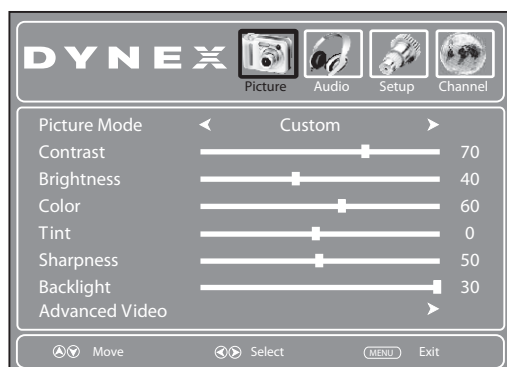 DYNEX
Picture Audio Setup Channel
Picture Mode Custom
Contrast 70
Brightness 40
Color 60
Tint 0
Sharpness 50
Backlight 30
Advanced Video
Move Select MENU Exit